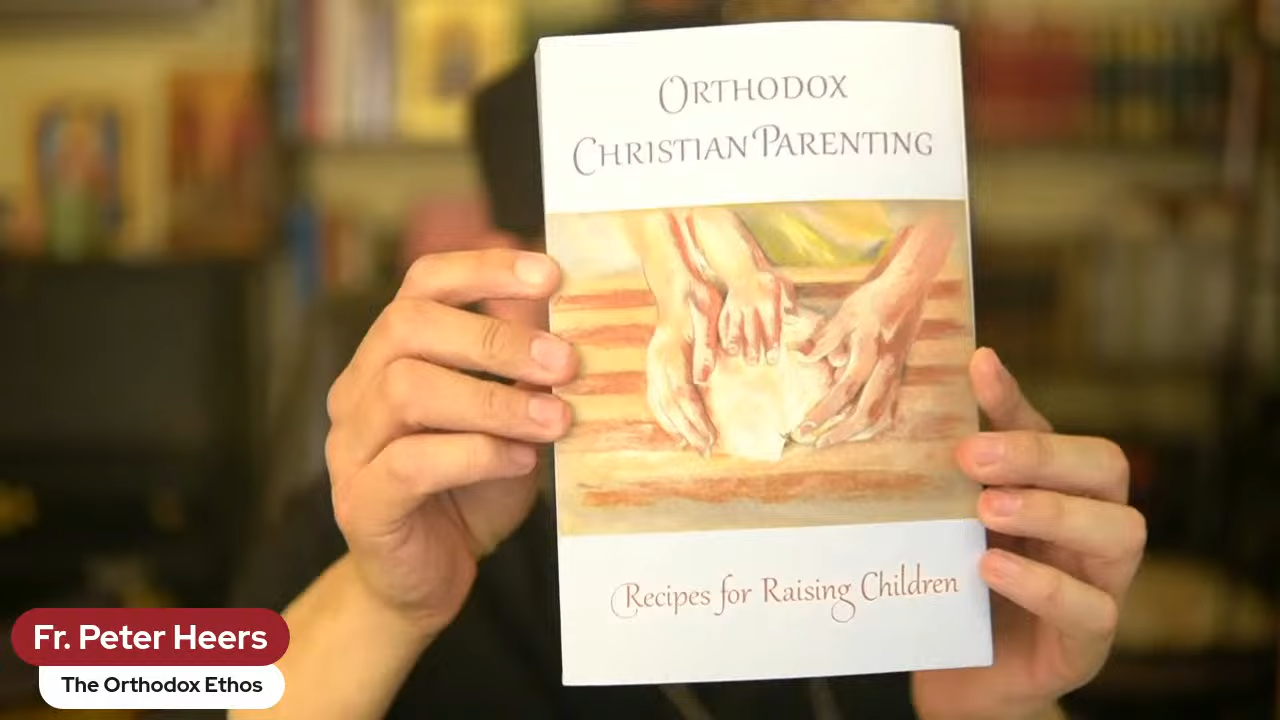 Orthodox
Christian Parenting
Recipes for Raising Children
Fr. Peter Heers
The Orthodox Ethos